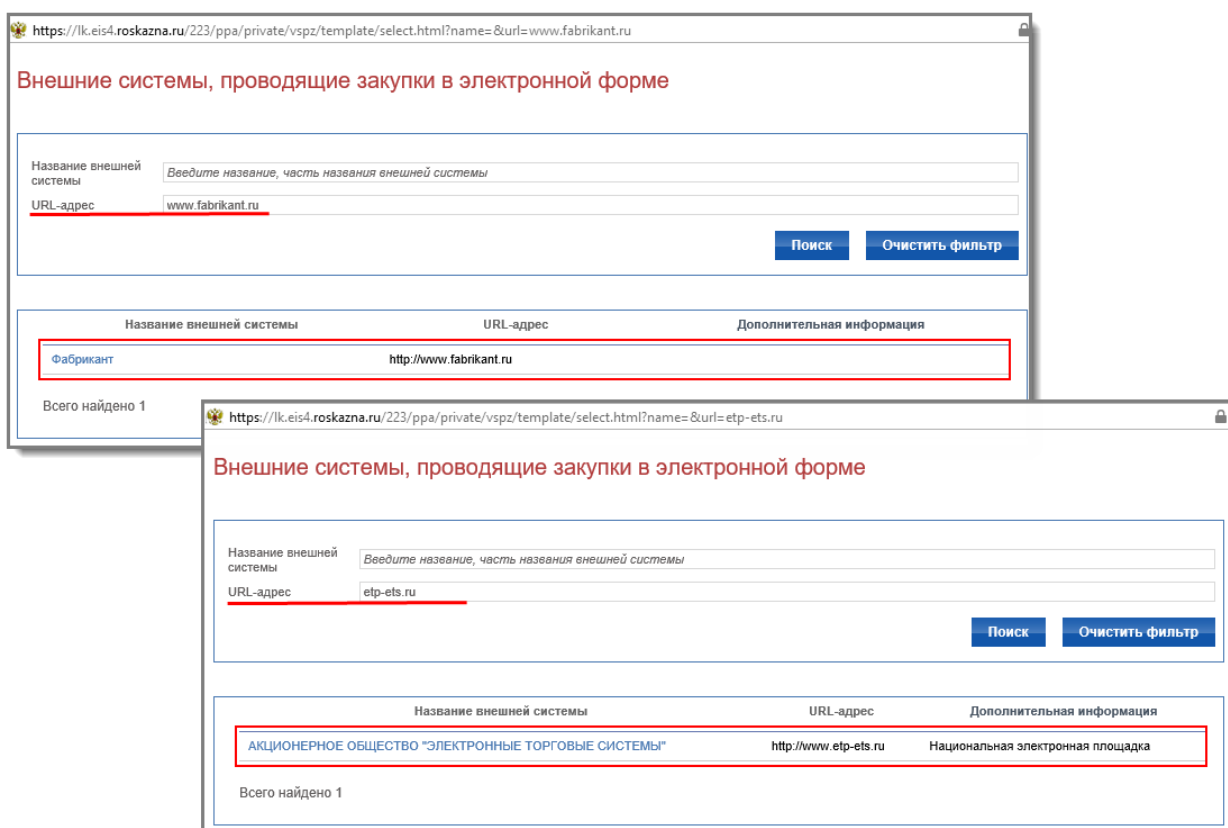 https://lk.eis4.roskazna.ru/223/ppa/private/vspz/template/select.html?name=&url=www.fabrikant.ru
Внешние системы, проводящие закупки в электронной форме
Название внешней
системы
Введите название, часть названия внешней системы
URL-адрес www.fabrikant.ru
Поиск Очистить фильтр
Название внешней системы URL-адрес Дополнительная информация
Фабрикант http://www.fabrikant.ru
Всего найдено 1
https://lk.eis4.roskazna.ru/223/ppa/private/vspz/template/select.html?name=&url=etp-ets.ru
Внешние системы, проводящие закупки в электронной форме
Название внешней
системы
Введите название, часть названия внешней системы
URL-адрес etp-ets.ru
Поиск Очистить фильтр
Название внешней системы URL-адрес Дополнительная информация
АКЦИОНЕРНОЕ ОБЩЕСТВО "ЭЛЕКТРОННЫЕ ТОРГОВЫЕ СИСТЕМЫ" http://www.etp-ets.ru Национальная электронная площадка
Всего найдено 1